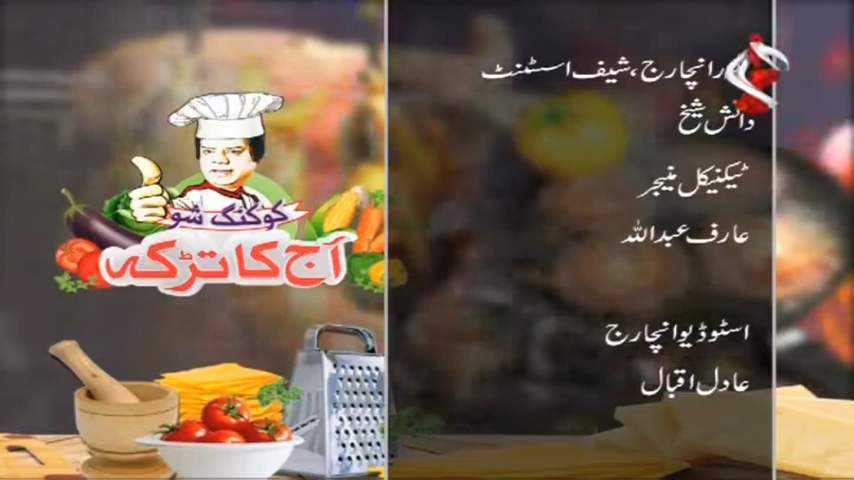 کوکنگ شو
آج کا تڑکہ
انچارج، شیف اسسٹنٹ
دانش شیخ
ٹیکنیکل منیجر
عارف عبداللہ
اسٹوڈیو انچارج
عادل اقبال